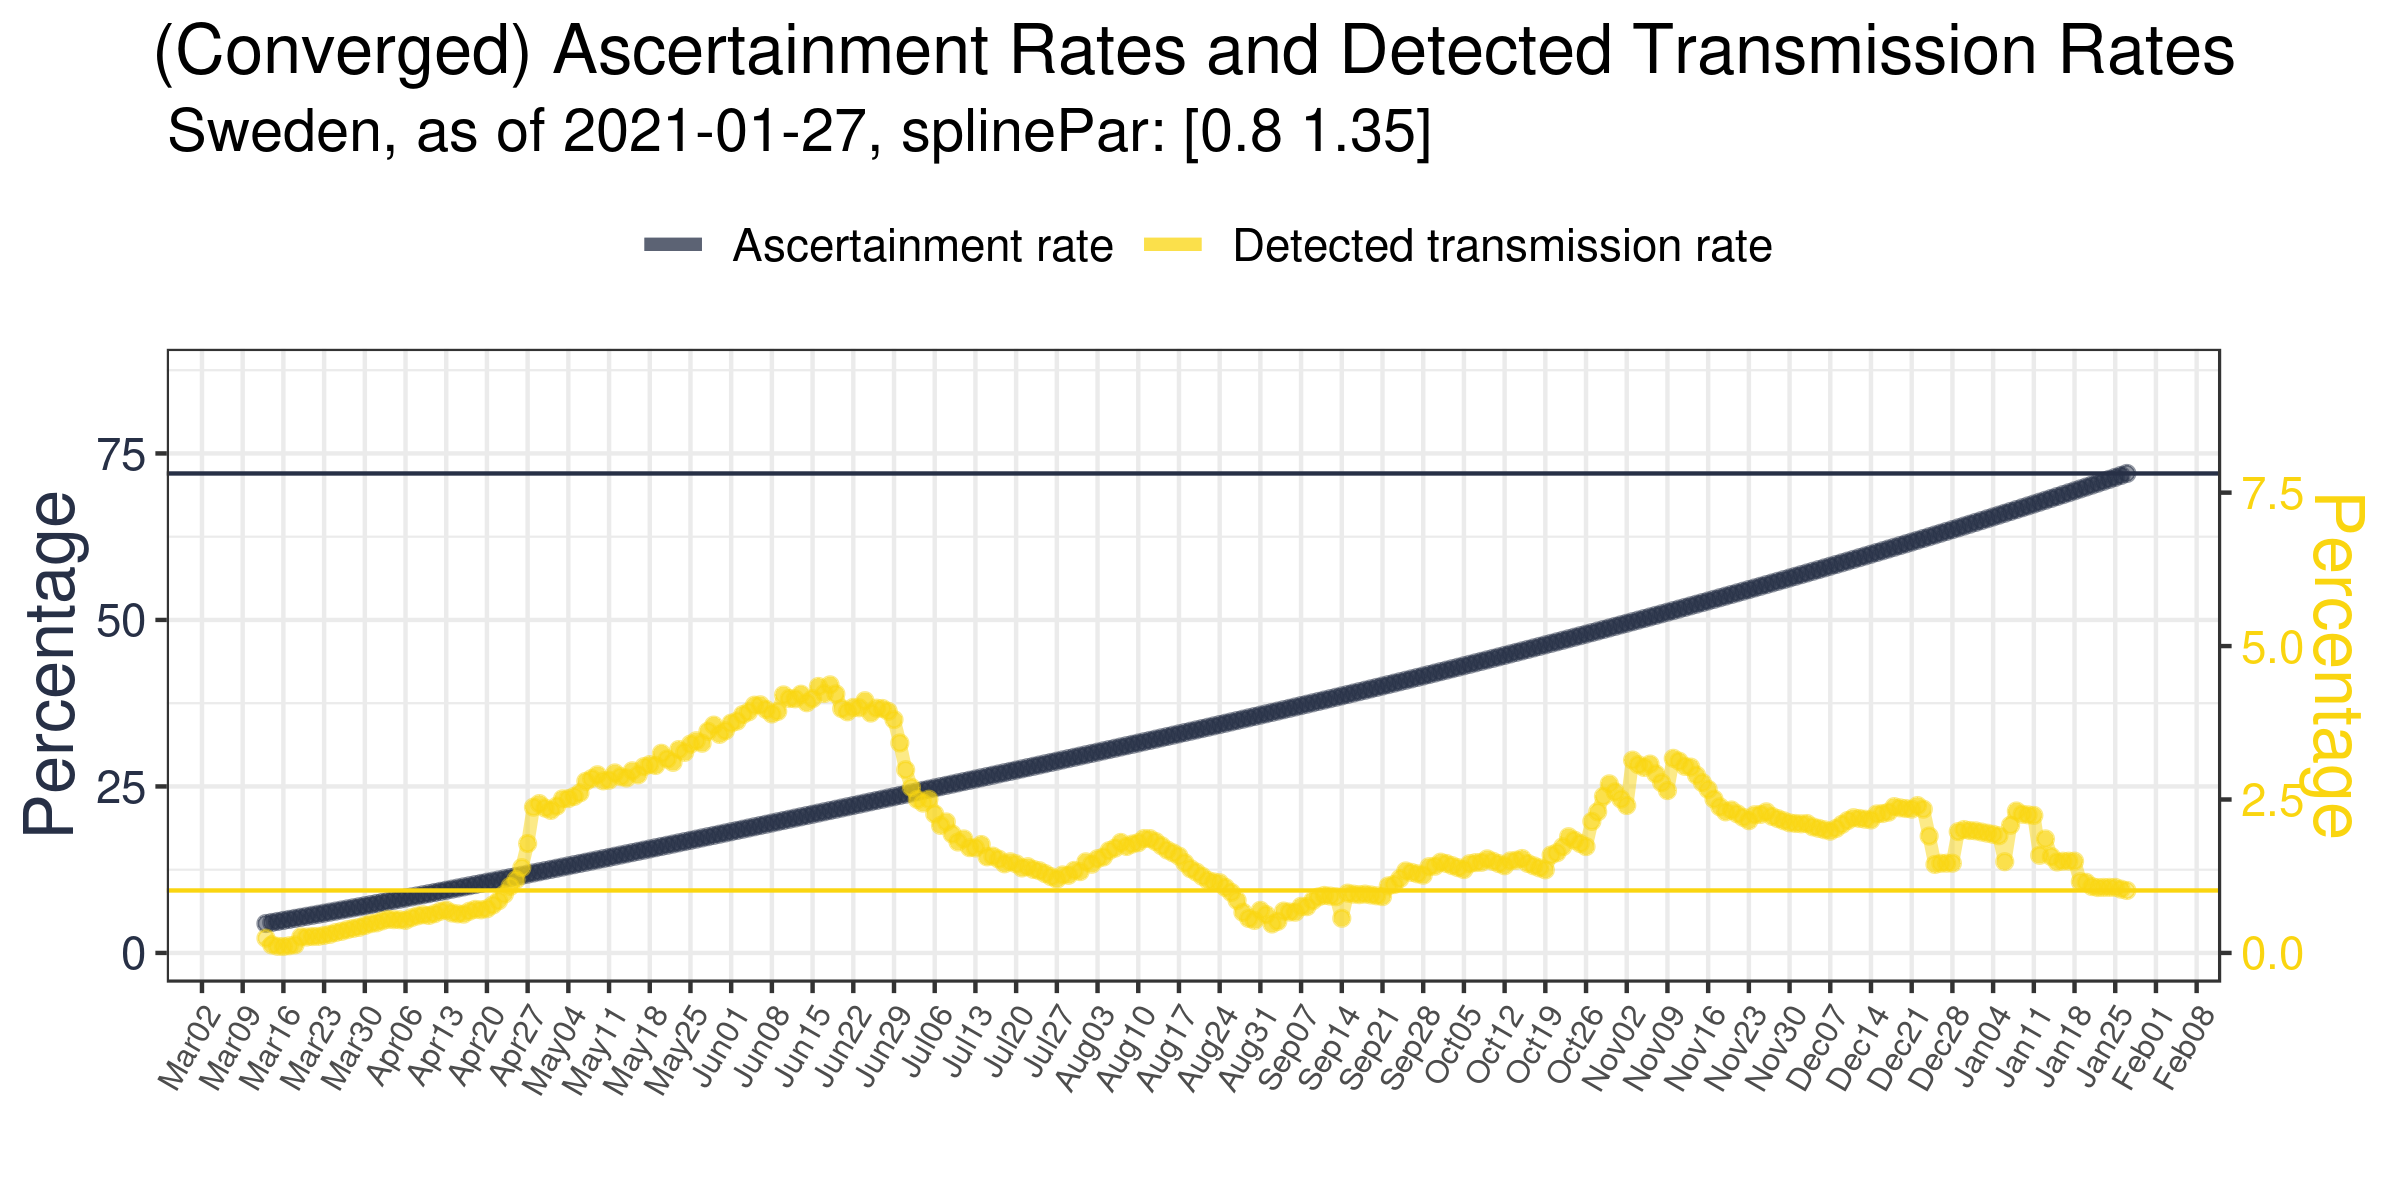 (Converged) Ascertainment Rates and Detected Transmission Rates
Sweden, as of 2021-01-27, splinePar: [0.8 1.35]
Ascertainment rate Detected transmission rate
Percentage
75
50
25
0
7.5
5.0
2.5
0.0
Percentage
Mar02
Mar09
Mar16
Mar23
Mar30
Apr06
Apr13
Apr20
Apr27
May04
May11
May18
May25
Jun01
Jun08
Jun15
Jun22
Jun29
Jul06
Jul13
Jul20
Jul27
Aug03
Aug10
Aug17
Aug24
Aug31
Sep07
Sep14
Sep21
Sep28
Oct05
Oct12
Oct19
Oct26
Nov02
Nov09
Nov16
Nov23
Nov30
Dec07
Dec14
Dec21
Dec28
Jan04
Jan11
Jan18
Jan25
Feb01
Feb08